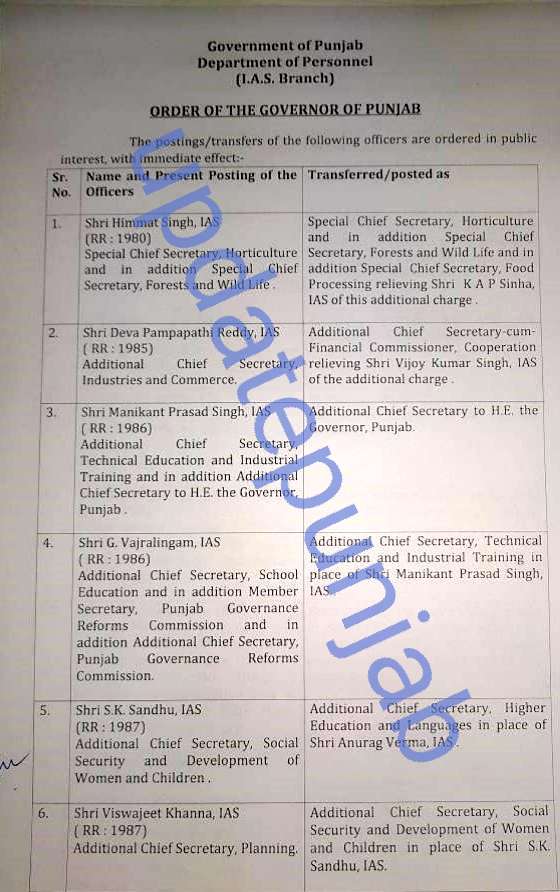 Government of Punjab
Department of Personnel
(I.A.S. Branch)
ORDER OF THE GOVERNOR OF PUNJAB
The postings/transfers of the following officers are ordered in public
interest, with immediate effect:-
Sr. No.
Name and Present Posting of the
Officers
Transferred/posted as
1.
Shri Himmat Singh, IAS
(RR : 1980)
Special Chief Secretary, Horticulture
and in addition Special Chief
Secretary, Forests and Wild Life .
Special Chief Secretary, Horticulture
and in addition Special Chief
Secretary, Forests and Wild Life and in
addition Special Chief Secretary, Food
Processing relieving Shri K A P Sinha,
IAS of this additional charge .
2.
Shri Deva Pampapathi Reddy, IAS
( RR : 1985)
Additional Chief Secretary,
Industries and Commerce.
Additional Chief Secretary-cum-
Financial Commissioner, Cooperation
relieving Shri Vijoy Kumar Singh, IAS
of the additional charge .
3.
Shri Manikant Prasad Singh, IAS
( RR : 1986)
Additional Chief Secretary,
Technical Education and Industrial
Training and in addition Additional
Chief Secretary to H.E. the Governor,
Punjab .
Additional Chief Secretary to H.E. the
Governor, Punjab.
4.
Shri G. Vajralingam, IAS
( RR : 1986)
Additional Chief Secretary, School
Education and in addition Member
Secretary, Punjab Governance
Reforms Commission and in
addition Additional Chief Secretary,
Punjab Governance Reforms
Commission.
Additional Chief Secretary, Technical
Education and Industrial Training in
place of Shri Manikant Prasad Singh,
IAS.
5.
Shri S.K. Sandhu, IAS
(RR : 1987)
Additional Chief Secretary, Social
Security and Development of
Women and Children .
Additional Chief Secretary, Higher
Education and Languages in place of
Shri Anurag Verma, IAS .
6.
Shri Viswajeet Khanna, IAS
( RR : 1987)
Additional Chief Secretary, Planning.
Additional Chief Secretary, Social
Security and Development of Women
and Children in place of Shri S.K.
Sandhu, IAS.
updatepunjab